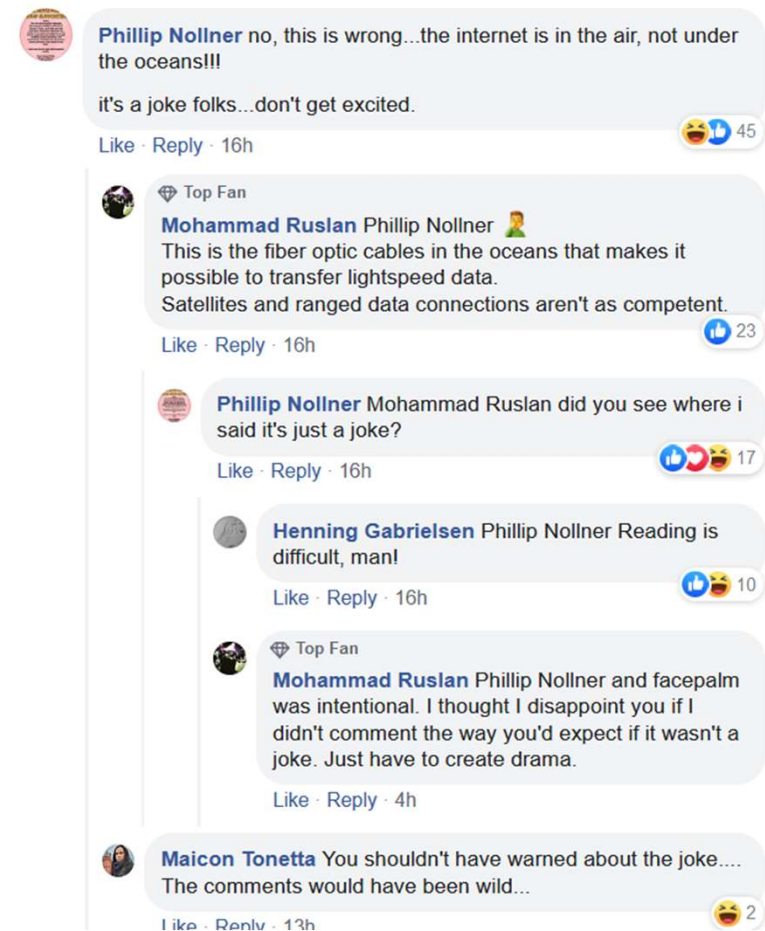 Phillip Nollner no, this is wrong...the internet is in the air, not under
the oceans!!!
it's a joke folks...don't get excited.
45
Like · Reply · 16h
Top Fan
Mohammad Ruslan Phillip Nollner 🤦‍♂️
This is the fiber optic cables in the oceans that makes it
possible to transfer lightspeed data.
Satellites and ranged data connections aren't as competent.
23
Like · Reply · 16h
Phillip Nollner Mohammad Ruslan did you see where i
said it's just a joke?
17
Like · Reply · 16h
Henning Gabrielsen Phillip Nollner Reading is
difficult, man!
10
Like · Reply · 16h
Top Fan
Mohammad Ruslan Phillip Nollner and facepalm
was intentional. I thought I disappoint you if I
didn't comment the way you'd expect if it wasn't a
joke. Just have to create drama.
Like · Reply · 4h
Maicon Tonetta You shouldn't have warned about the joke....
The comments would have been wild...
2
Like · Reply · 13h